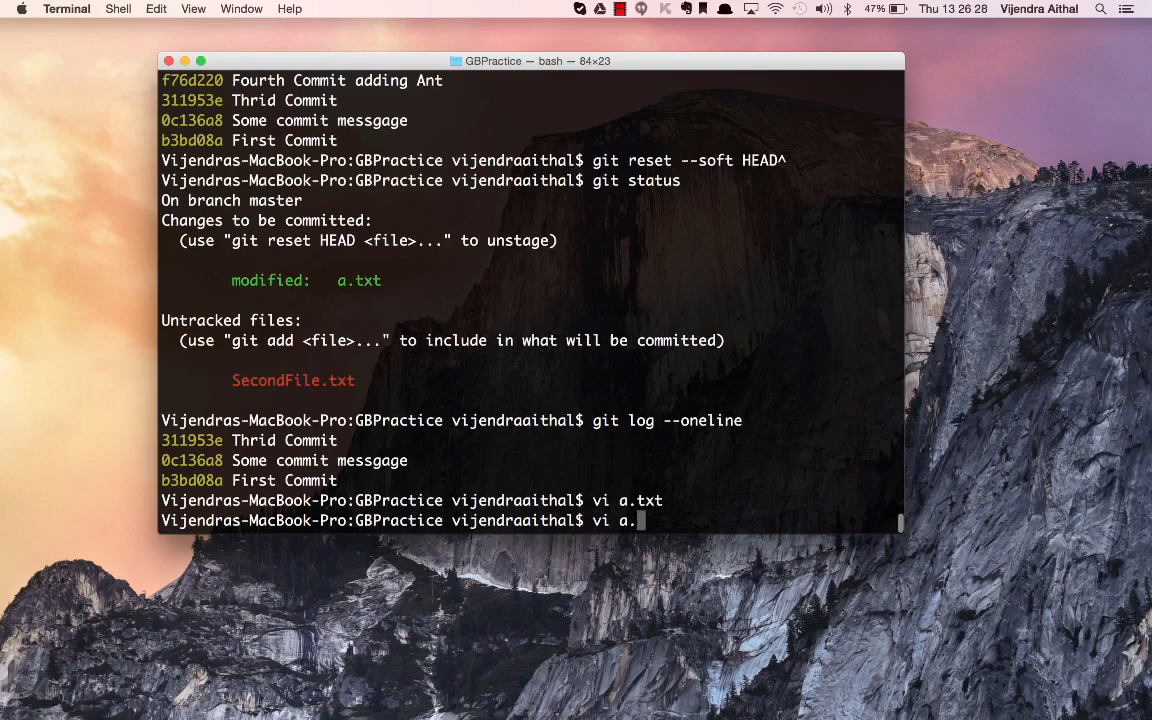 Terminal Shell Edit View Window Help 47% Thu 13 26 28 Vijendra Aithal
GBPractice — bash — 84×23
f76d220 Fourth Commit adding Ant
311953e Thrid Commit
0c136a8 Some commit messgage
b3bd08a First Commit
Vijendras-MacBook-Pro:GBPractice vijendraaithal$ git reset --soft HEAD^
Vijendras-MacBook-Pro:GBPractice vijendraaithal$ git status
On branch master
Changes to be committed:
(use "git reset HEAD <file>..." to unstage)
modified: a.txt
Untracked files:
(use "git add <file>..." to include in what will be committed)
SecondFile.txt
Vijendras-MacBook-Pro:GBPractice vijendraaithal$ git log --oneline
311953e Thrid Commit
0c136a8 Some commit messgage
b3bd08a First Commit
Vijendras-MacBook-Pro:GBPractice vijendraaithal$ vi a.txt
Vijendras-MacBook-Pro:GBPractice vijendraaithal$ vi a.